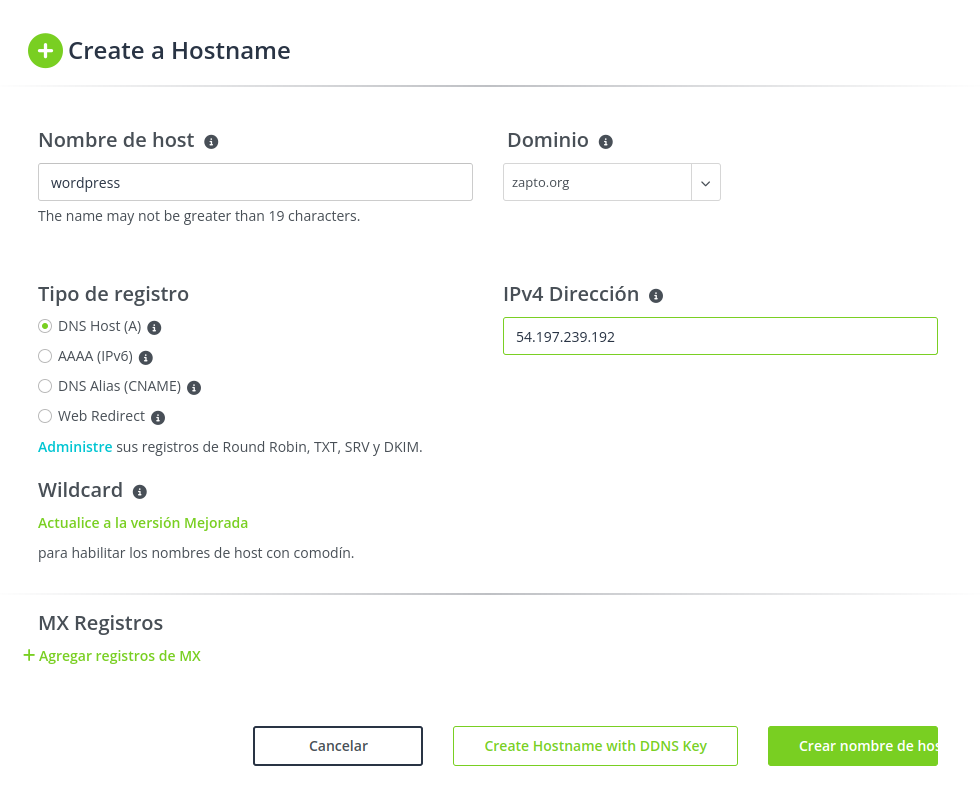 Create a Hostname
Nombre de host
Dominio
wordpress
zapto.org
The name may not be greater than 19 characters.
Tipo de registro
IPv4 Dirección
DNS Host (A)
54.197.239.192
AAAA (IPv6)
DNS Alias (CNAME)
Web Redirect
Administre sus registros de Round Robin, TXT, SRV y DKIM.
Wildcard
Actualice a la versión Mejorada
para habilitar los nombres de host con comodín.
MX Registros
+ Agregar registros de MX
Cancelar
Create Hostname with DDNS Key
Crear nombre de hos